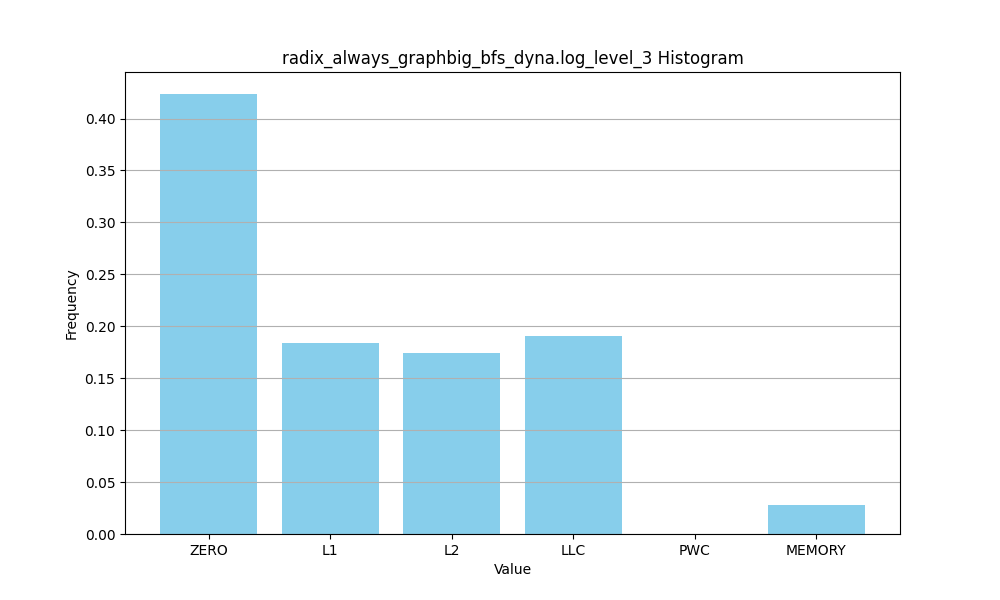 radix_always_graphbig_bfs_dyna.log_level_3 Histogram
Frequency
0.40
0.35
0.30
0.25
0.20
0.15
0.10
0.05
0.00
ZERO L1 L2 LLC PWC MEMORY
Value